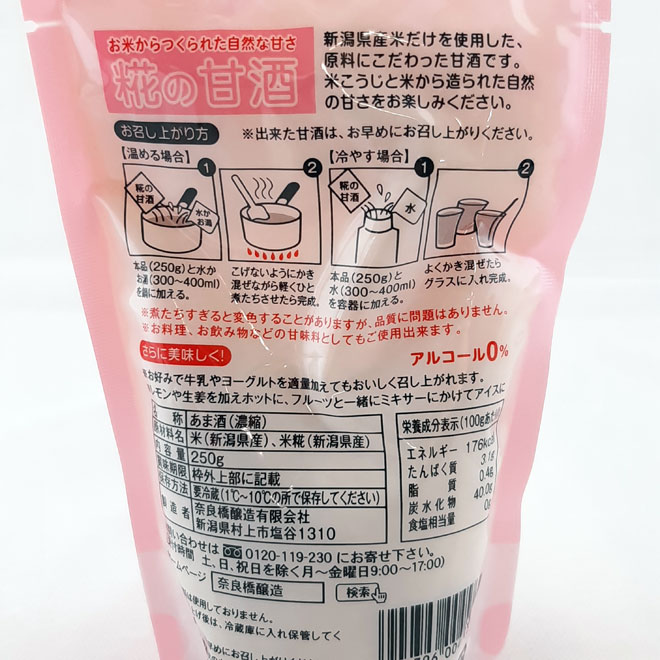 お米からつくられた自然な甘さ
糀の甘酒
新潟県産米だけを使用した、
原料にこだわった甘酒です。
米こうじと米から造られた自然
の甘さをお楽しみください。
お召し上がり方
※出来た甘酒は、お早めにお召し上がりください。
【温める場合】
1
糀の
甘酒
水か
お湯
本品(250g)と水か
お湯(300〜400ml)
を鍋に加える。
2
こげないようにかき
混ぜながら軽くひと
煮たちさせたら完成。
【冷やす場合】
1
糀の
甘酒
水
本品(250g)と
水(300〜400ml)
を容器に加える。
2
よくかき混ぜたら
グラスに入れ完成。
※煮たちすぎると変色することがありますが、品質に問題はありません。
※お料理、お飲み物などの甘味料としてもご使用出来ます。
さらに美味しく!
アルコール0%
※お好みで牛乳やヨーグルトを適量加えてもおいしく召し上がれます。
レモンや生姜を加えホットに、フルーツと一緒にミキサーにかけてアイスに
名 称 あま酒(濃縮)
原材料名 米(新潟県産)、米糀(新潟県産)
内容量 250g
賞味期限 枠外上部に記載
保存方法 要冷蔵(1℃〜10℃の所で保存してください)
製造者 奈良橋醸造有限会社
新潟県村上市塩谷1310
栄養成分表示(100gあたり)
エネルギー 176kcal
たんぱく質 3.1g
脂質 0.4g
炭水化物 40.0g
食塩相当量 0g
問い合わせは 0120-119-230 にお寄せ下さい。
受付時間 土、日、祝日を除く月〜金曜日9:00〜17:00)
ホームページ 奈良橋醸造 検索
は使用しておりません。
げ後は、冷蔵庫に入れ保管してく